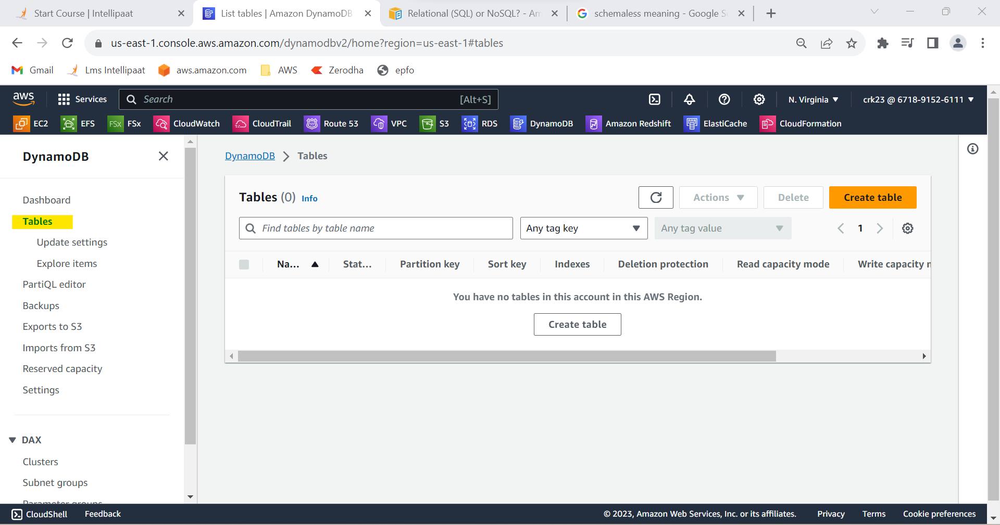 Start Course | Intellipaat
List tables | Amazon DynamoDB
Relational (SQL) or NoSQL? - Am
schemaless meaning - Google Se
us-east-1.console.aws.amazon.com/dynamodbv2/home?region=us-east-1#tables
Gmail
Lms Intellipaat
aws.amazon.com
AWS
Zerodha
epfo
aws
Services
Search
[Alt+S]
N. Virginia
crk23 @ 6718-9152-6111
EC2
EFS
FSx
FSx
CloudWatch
CloudTrail
53
Route 53
VPC
S3
RDS
DynamoDB
Amazon Redshift
ElastiCache
CloudFormation
DynamoDB
Dashboard
Tables
Update settings
Explore items
PartiQL editor
Backups
Exports to S3
Imports from S3
Reserved capacity
Settings
DAX
Clusters
Subnet groups
Parameter groups
DynamoDB
Tables
Tables (0) Info
Actions
Delete
Create table
Find tables by table name
Any tag key
Any tag value
1
Na...
Stat...
Partition key
Sort key
Indexes
Deletion protection
Read capacity mode
Write capacity m
You have no tables in this account in this AWS Region.
Create table
CloudShell
Feedback
© 2023, Amazon Web Services, Inc. or its affiliates.
Privacy
Terms
Cookie preferences